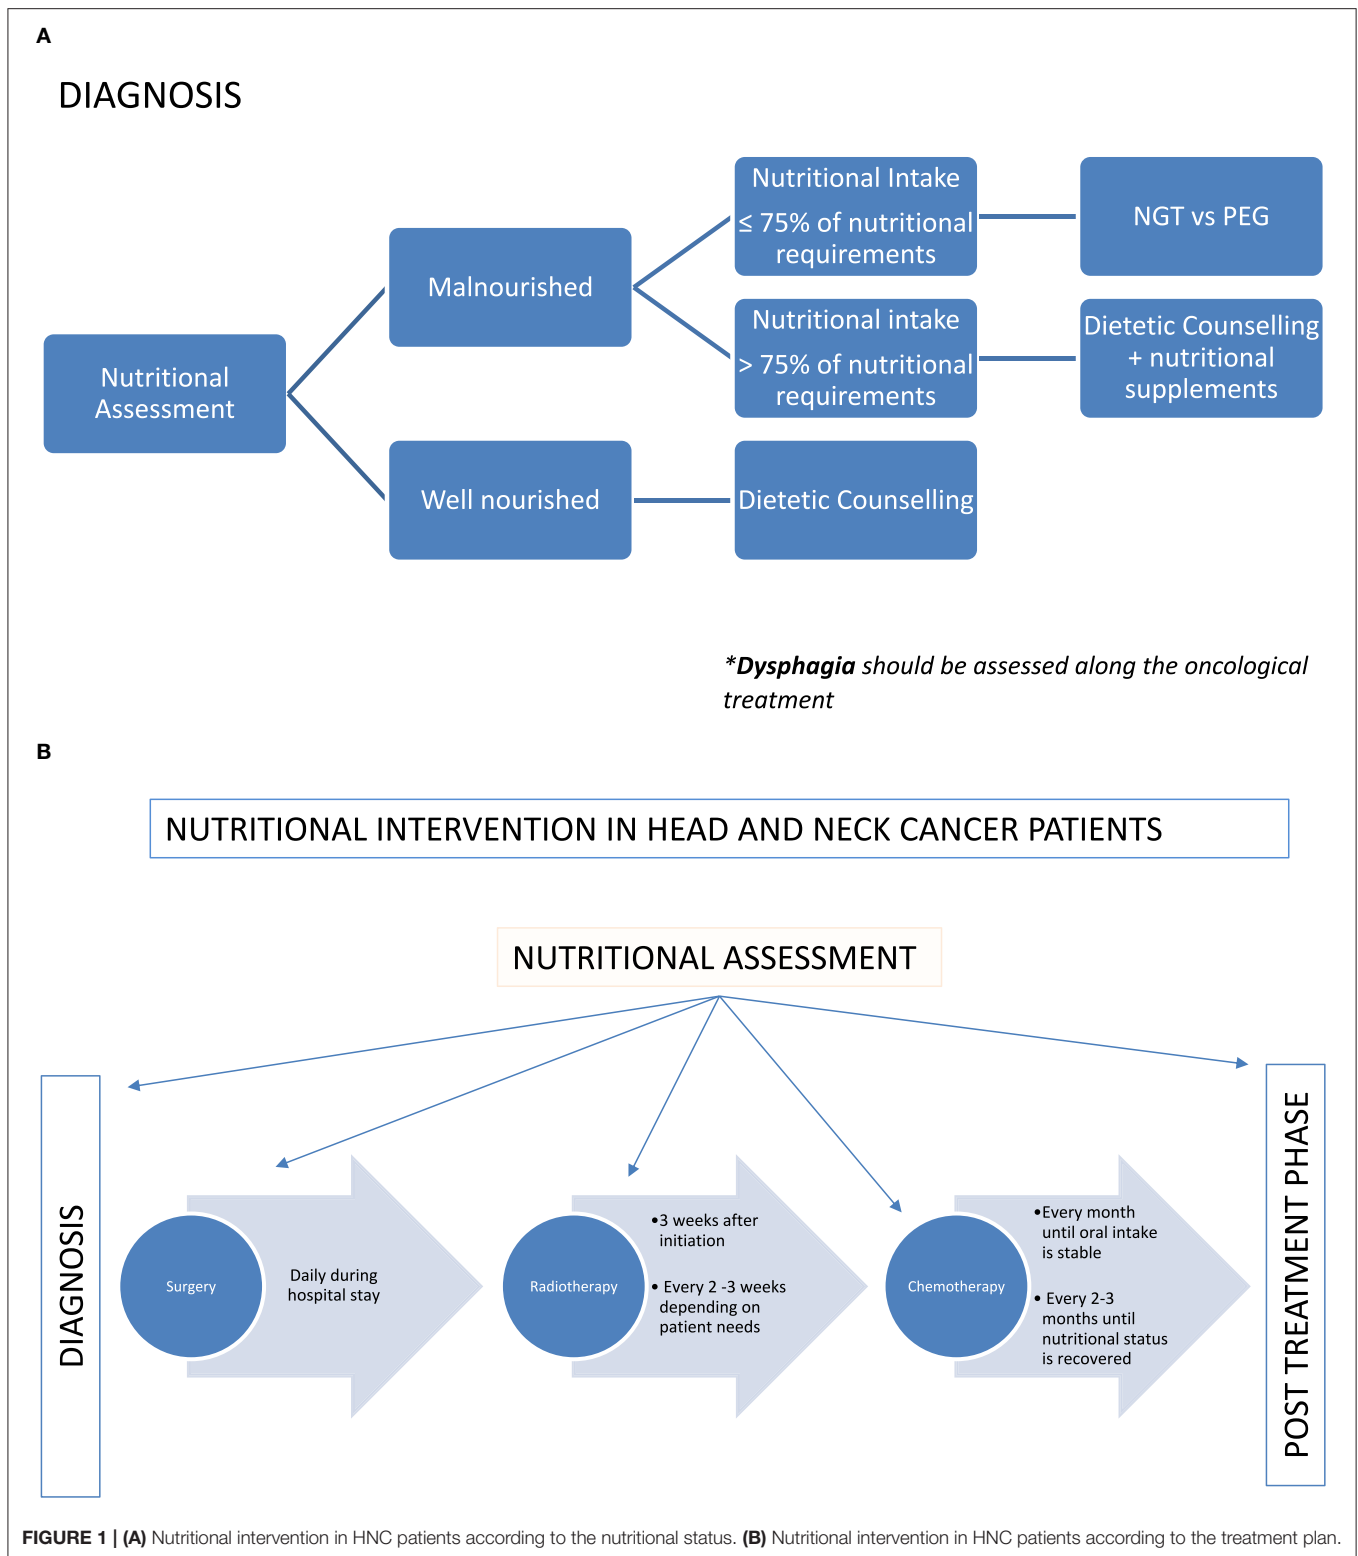 A
DIAGNOSIS
Nutritional
Assessment
Malnourished
Well nourished
Nutritional Intake
≤ 75% of nutritional
requirements
Nutritional intake
> 75% of nutritional
requirements
Dietetic Counselling
NGT vs PEG
Dietetic Counselling
+ nutritional
supplements
*Dysphagia should be assessed along the oncological
treatment
B
NUTRITIONAL INTERVENTION IN HEAD AND NECK CANCER PATIENTS
NUTRITIONAL ASSESSMENT
DIAGNOSIS
Surgery
Daily during
hospital stay
Radiotherapy
•3 weeks after
initiation
• Every 2 -3 weeks
depending on
patient needs
Chemotherapy
•Every month
until oral intake
is stable
• Every 2-3
months until
nutritional status
is recovered
POST TREATMENT PHASE
FIGURE 1 | (A) Nutritional intervention in HNC patients according to the nutritional status. (B) Nutritional intervention in HNC patients according to the treatment plan.